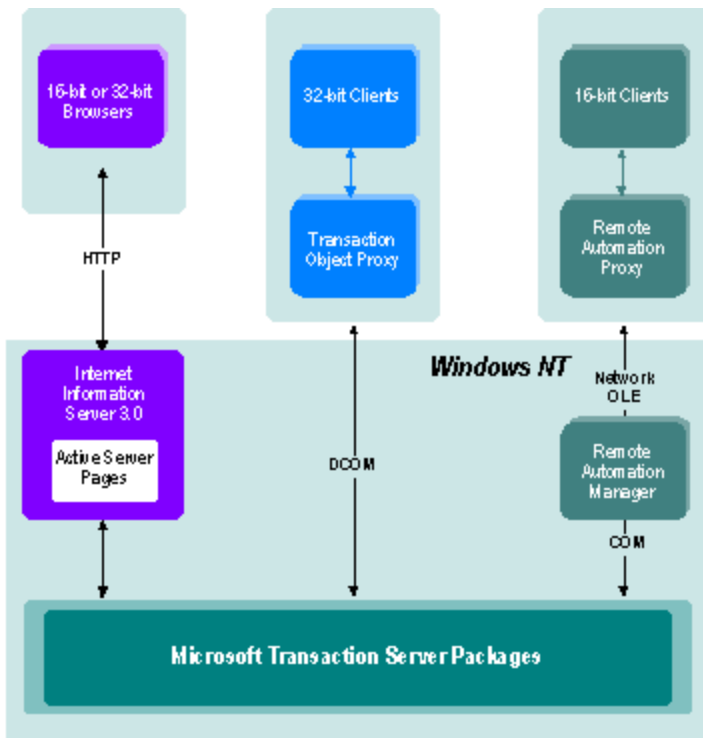 16-bit or 32-bit
Browsers
32-bit Clients
16-bit Clients
Transaction
Object Proxy
Remote
Automation
Proxy
HTTP
Windows NT
Internet
Information
Server 3.0
Active Server
Pages
DCOM
Network
OLE
Remote
Automation
Manager
COM
Microsoft Transaction Server Packages